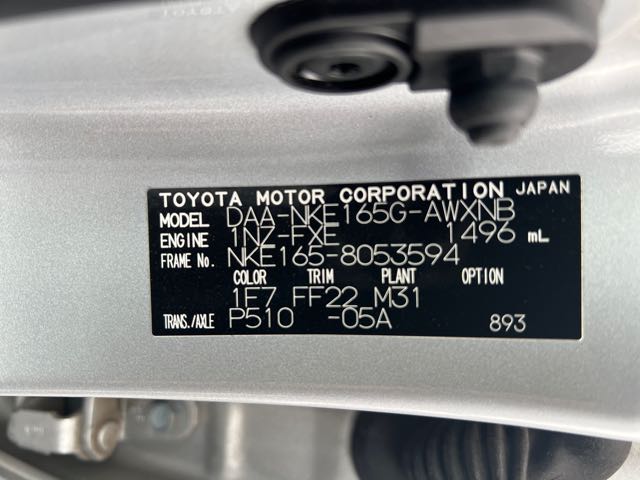 TOYOTA MOTOR CORPORATION JAPAN
MODEL DAA-NKE165G-AWXNB
ENGINE 1NZ-FXE 1496 mL
FRAME No. NKE165-8053594
COLOR TRIM PLANT OPTION
1F7 FF22 M31
TRANS./AXLE P510 -05A 893